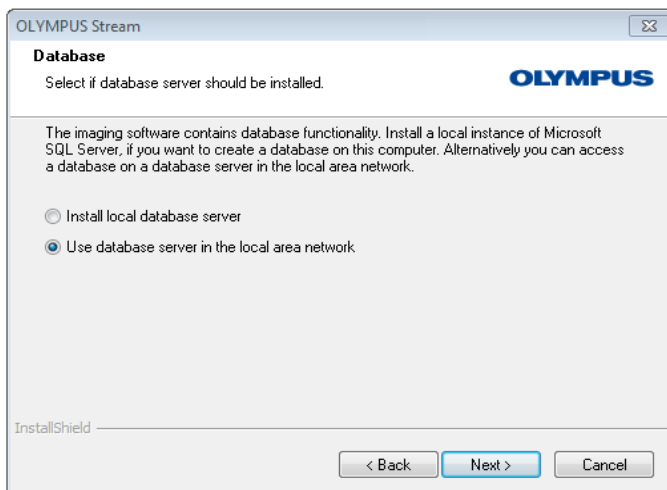 OLYMPUS Stream
Database
Select if database server should be installed.
OLYMPUS
The imaging software contains database functionality. Install a local instance of Microsoft
SQL Server, if you want to create a database on this computer. Alternatively you can access
a database on a database server in the local area network.
Install local database server
Use database server in the local area network
InstallShield
< Back
Next >
Cancel